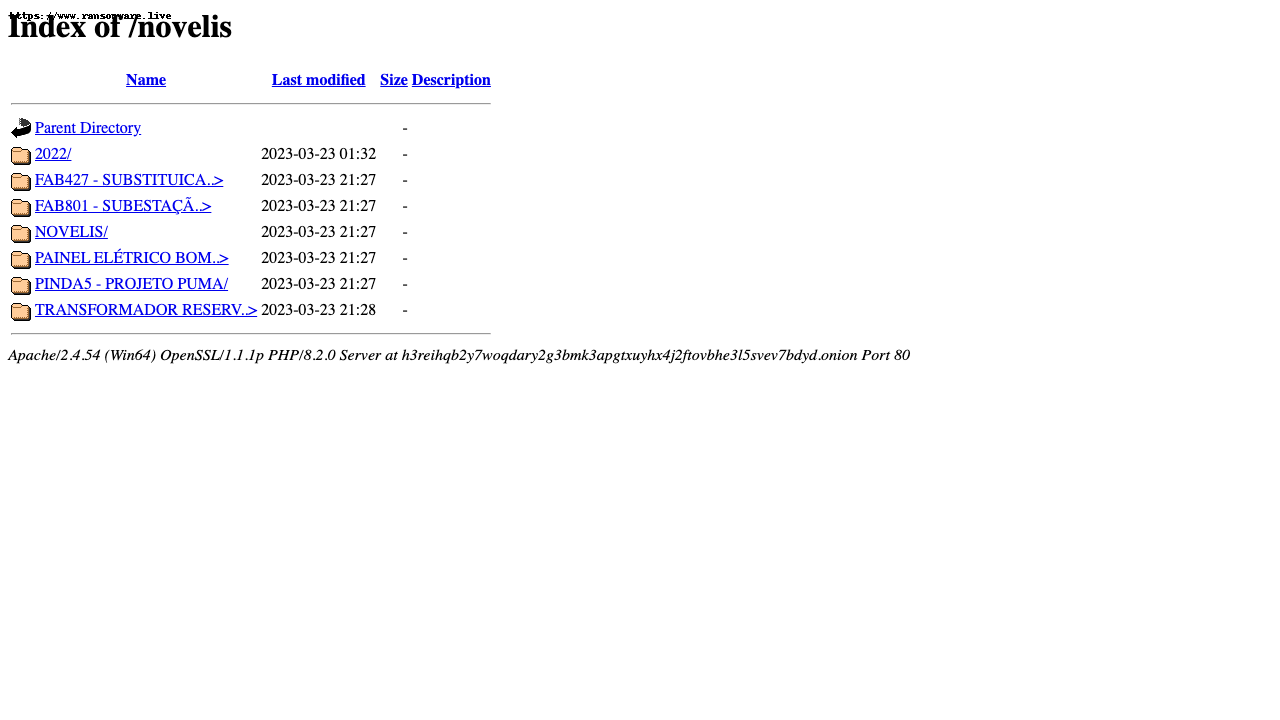 https://www.ransomware.live
Index of /novelis
Name Last modified Size Description
Parent Directory -
2022/ 2023-03-23 01:32 -
FAB427 - SUBSTITUICA..> 2023-03-23 21:27 -
FAB801 - SUBESTAÇÃ..> 2023-03-23 21:27 -
NOVELIS/ 2023-03-23 21:27 -
PAINEL ELÉTRICO BOM..> 2023-03-23 21:27 -
PINDA5 - PROJETO PUMA/ 2023-03-23 21:27 -
TRANSFORMADOR RESERV..> 2023-03-23 21:28 -
Apache/2.4.54 (Win64) OpenSSL/1.1.1p PHP/8.2.0 Server at h3reihqb2y7woqdary2g3bmk3apgtxuyhx4j2ftovbhe3l5svev7bdyd.onion Port 80